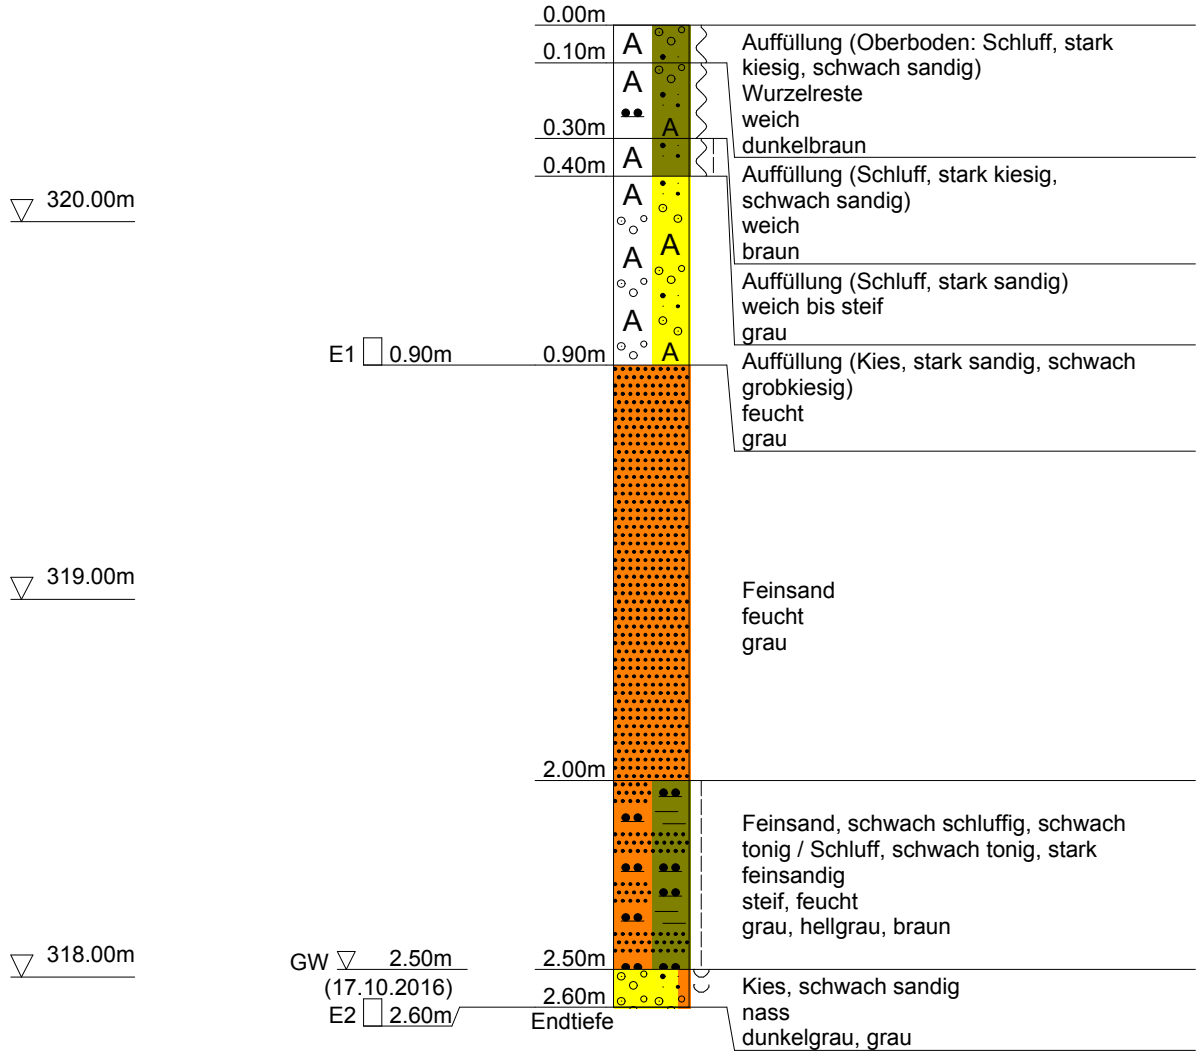 0.00m
A
0.10m
A
A
0.30m
A
0.40m
A
A
A
A
A
0.90m
E1 0.90m
2.00m
2.50m
2.60m
Endtiefe
320.00m
319.00m
318.00m
GW 2.50m
(17.10.2016)
E2 2.60m
Auffüllung (Oberboden: Schluff, stark
kiesig, schwach sandig)
Wurzelreste
weich
dunkelbraun
Auffüllung (Schluff, stark kiesig,
schwach sandig)
weich
braun
Auffüllung (Schluff, stark sandig)
weich bis steif
grau
Auffüllung (Kies, stark sandig, schwach
grobkiesig)
feucht
grau
Feinsand
feucht
grau
Feinsand, schwach schluffig, schwach
tonig / Schluff, schwach tonig, stark
feinsandig
steif, feucht
grau, hellgrau, braun
Kies, schwach sandig
nass
dunkelgrau, grau